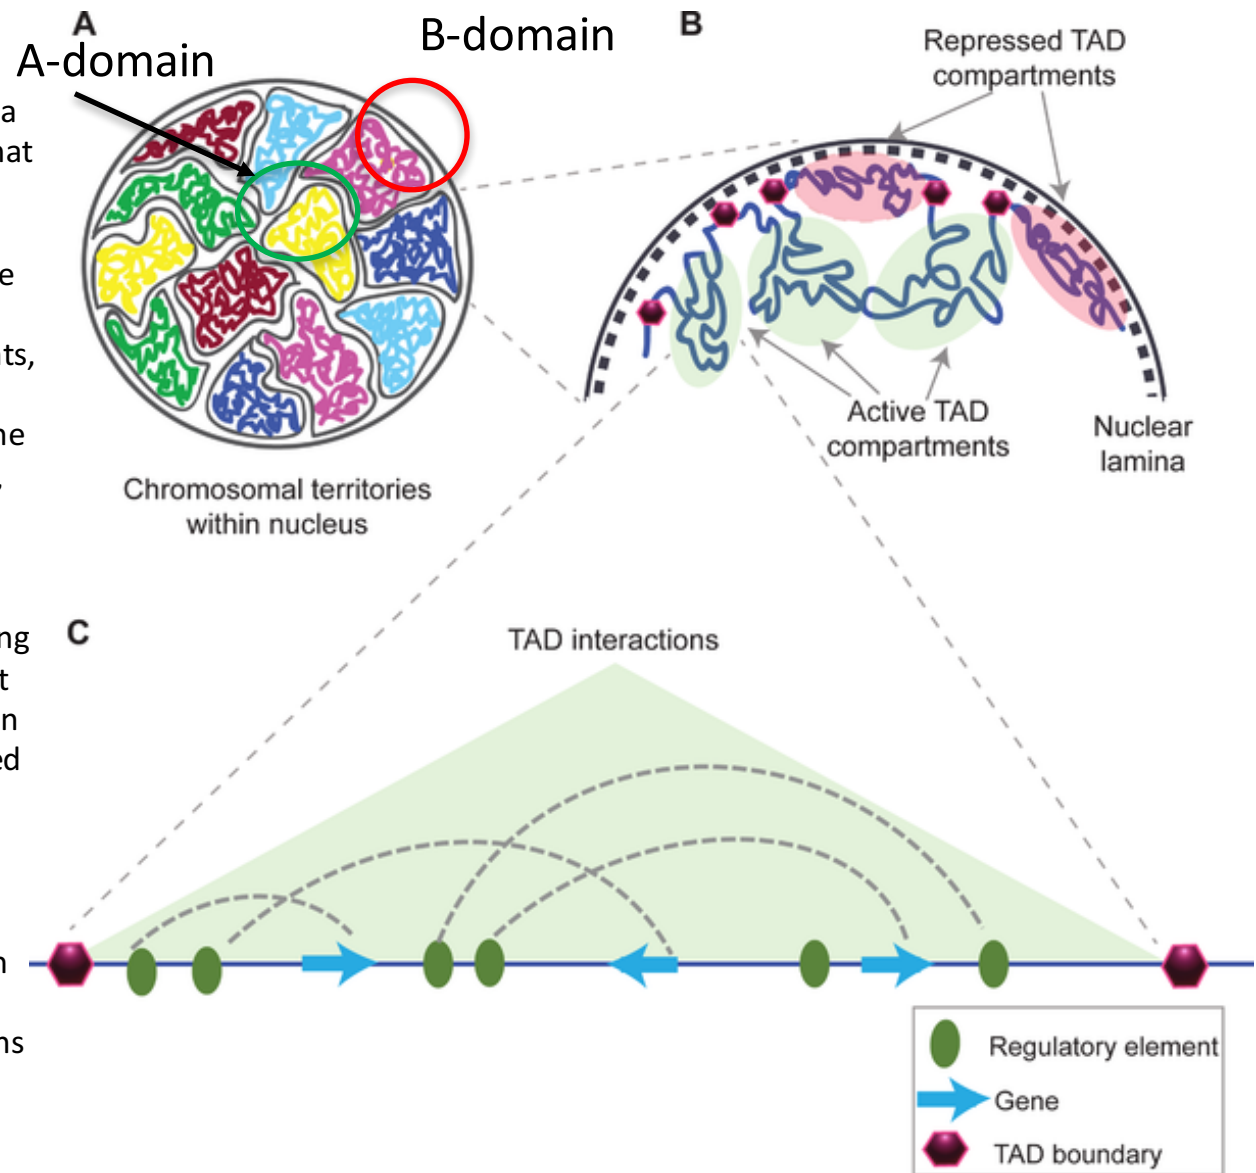 A
A-domain
B-domain
a
hat
e
ts,
ne
ng
t
n
ed
n
ns
Chromosomal territories
within nucleus
B
Repressed TAD
compartments
Active TAD
compartments
Nuclear
lamina
C
TAD interactions
Regulatory element
Gene
TAD boundary